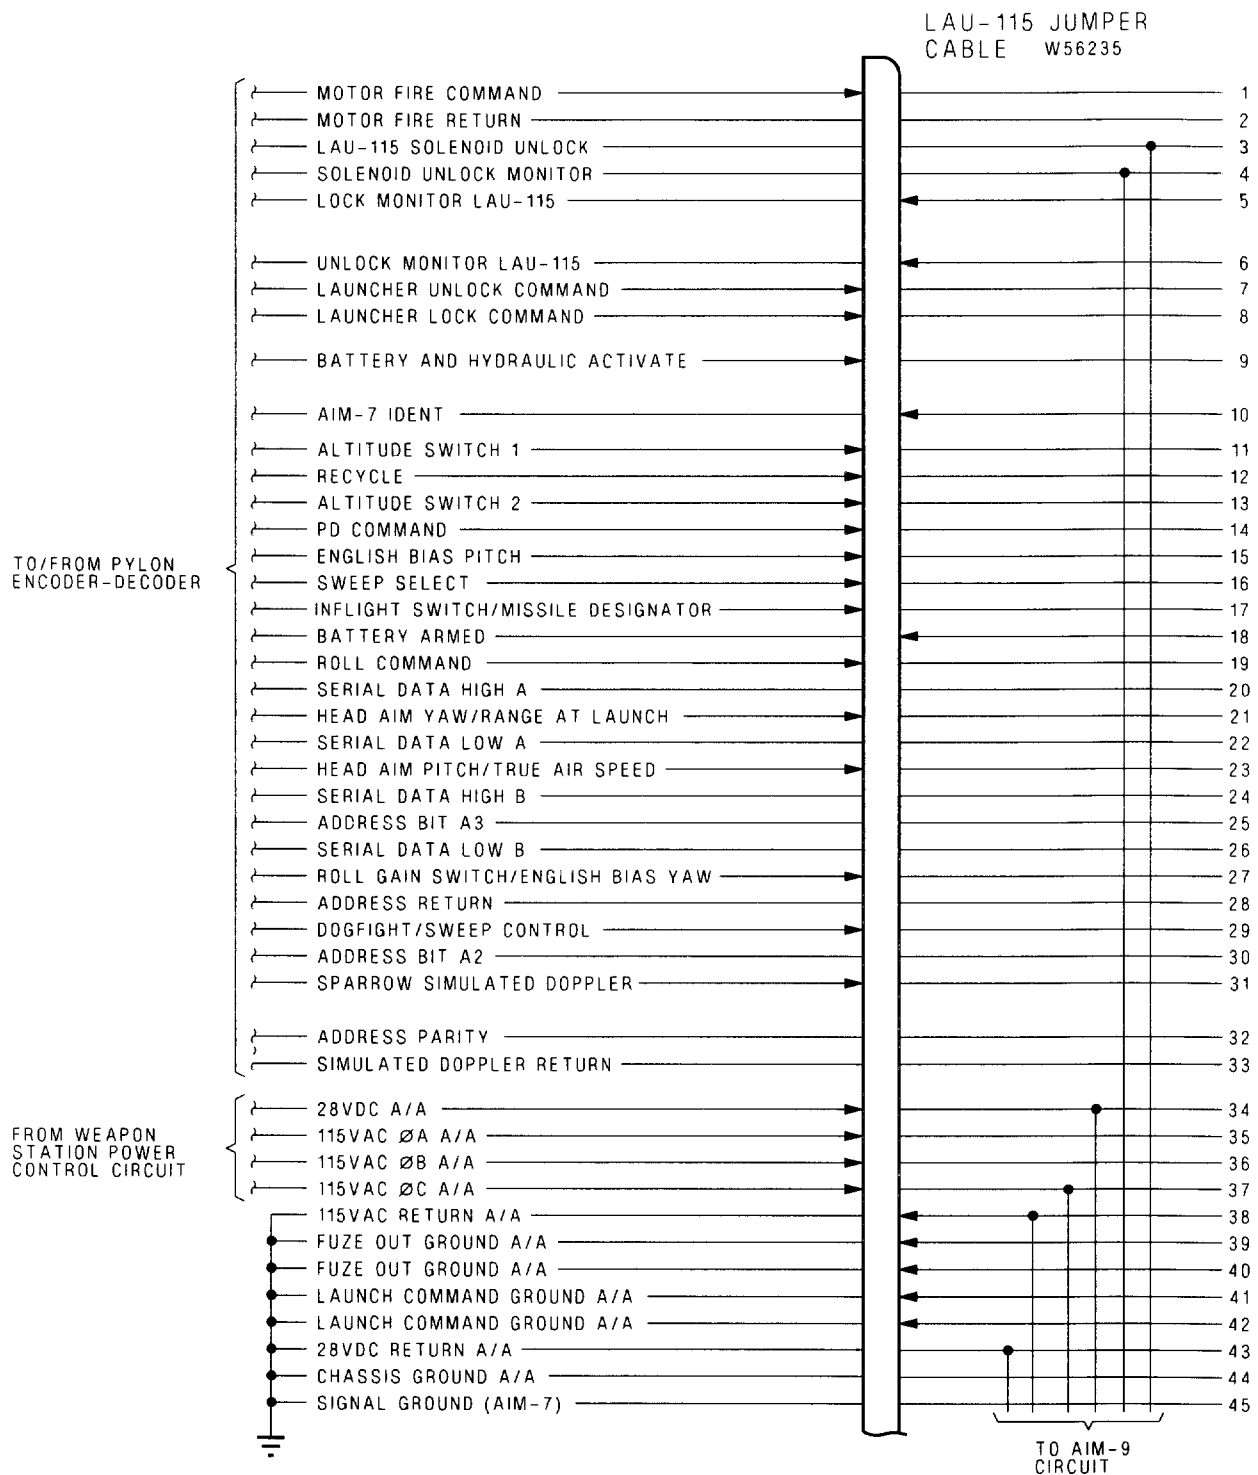 LAU-115 JUMPER
CABLE W56235
MOTOR FIRE COMMAND 1
MOTOR FIRE RETURN 2
LAU-115 SOLENOID UNLOCK 3
SOLENOID UNLOCK MONITOR 4
LOCK MONITOR LAU-115 5
UNLOCK MONITOR LAU-115 6
LAUNCHER UNLOCK COMMAND 7
LAUNCHER LOCK COMMAND 8
BATTERY AND HYDRAULIC ACTIVATE 9
AIM-7 IDENT 10
ALTITUDE SWITCH 1 11
RECYCLE 12
ALTITUDE SWITCH 2 13
PD COMMAND 14
ENGLISH BIAS PITCH 15
TO/FROM PYLON
ENCODER-DECODER
SWEEP SELECT 16
INFLIGHT SWITCH/MISSILE DESIGNATOR 17
BATTERY ARMED 18
ROLL COMMAND 19
SERIAL DATA HIGH A 20
HEAD AIM YAW/RANGE AT LAUNCH 21
SERIAL DATA LOW A 22
HEAD AIM PITCH/TRUE AIR SPEED 23
SERIAL DATA HIGH B 24
ADDRESS BIT A3 25
SERIAL DATA LOW B 26
ROLL GAIN SWITCH/ENGLISH BIAS YAW 27
ADDRESS RETURN 28
DOGFIGHT/SWEEP CONTROL 29
ADDRESS BIT A2 30
SPARROW SIMULATED DOPPLER 31
ADDRESS PARITY 32
SIMULATED DOPPLER RETURN 33
28VDC A/A 34
FROM WEAPON
STATION POWER
CONTROL CIRCUIT
115VAC ØA A/A 35
115VAC ØB A/A 36
115VAC ØC A/A 37
115VAC RETURN A/A 38
FUZE OUT GROUND A/A 39
FUZE OUT GROUND A/A 40
LAUNCH COMMAND GROUND A/A 41
LAUNCH COMMAND GROUND A/A 42
28VDC RETURN A/A 43
CHASSIS GROUND A/A 44
SIGNAL GROUND (AIM-7) 45
TO AIM-9
CIRCUIT